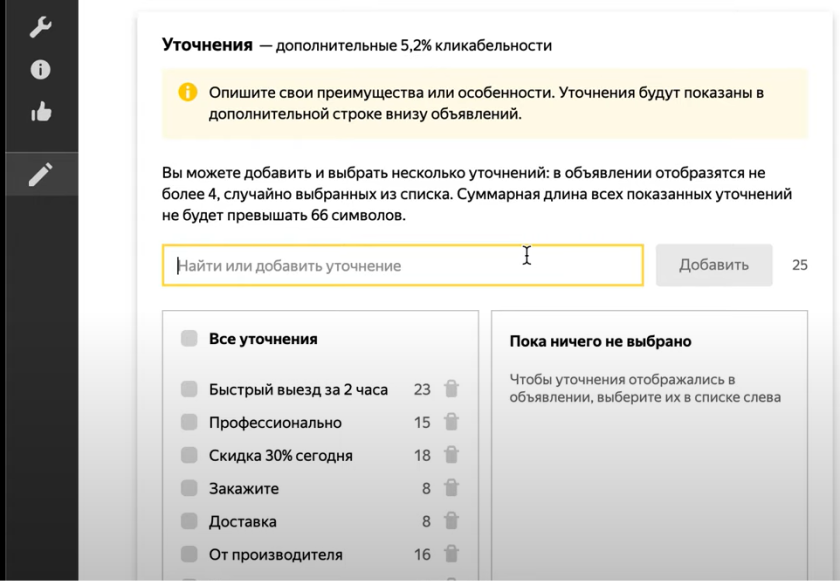 Уточнения — дополнительные 5,2% кликабельности
Опишите свои преимущества или особенности. Уточнения будут показаны в
дополнительной строке внизу объявлений.
Вы можете добавить и выбрать несколько уточнений: в объявлении отобразятся не
более 4, случайно выбранных из списка. Суммарная длина всех показанных уточнений
не будет превышать 66 символов.
Найти или добавить уточнение Добавить 25
Все уточнения
Быстрый выезд за 2 часа 23
Профессионально 15
Скидка 30% сегодня 18
Закажите 8
Доставка 8
От производителя 16
Пока ничего не выбрано
Чтобы уточнения отображались в
объявлении, выберите их в списке слева